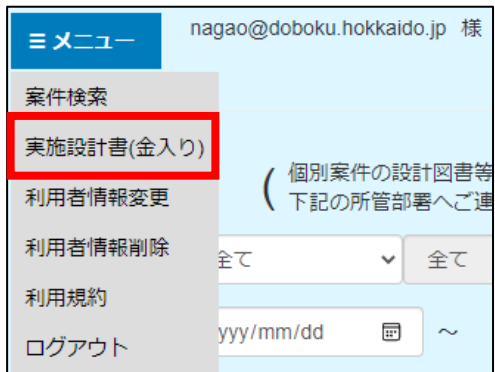 ≡ メニュー
nagao@doboku.hokkaido.jp 様
案件検索
実施設計書(金入り)
利用者情報変更
利用者情報削除
利用規約
ログアウト
( 個別案件の設計図書等
下記の所管部署へご連
全て 全て
yyy/mm/dd ~